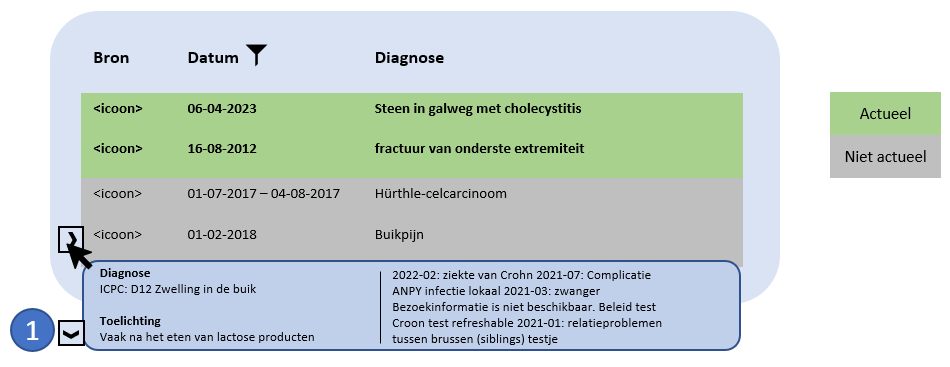 Bron Datum Diagnose
<icoon> 06-04-2023 Steen in galweg met cholecystitis
<icoon> 16-08-2012 fractuur van onderste extremiteit
<icoon> 01-07-2017 – 04-08-2017 Hürthle-celcarcinoom
<icoon> 01-02-2018 Buikpijn
Actueel
Niet actueel
Diagnose
ICPC: D12 Zwelling in de buik
Toelichting
Vaak na het eten van lactose producten
2022-02: ziekte van Crohn 2021-07: Complicatie
ANPY infectie lokaal 2021-03: zwanger
Bezoekinformatie is niet beschikbaar. Beleid test
Croon test refreshable 2021-01: relatieproblemen
tussen brussen (siblings) testje
1